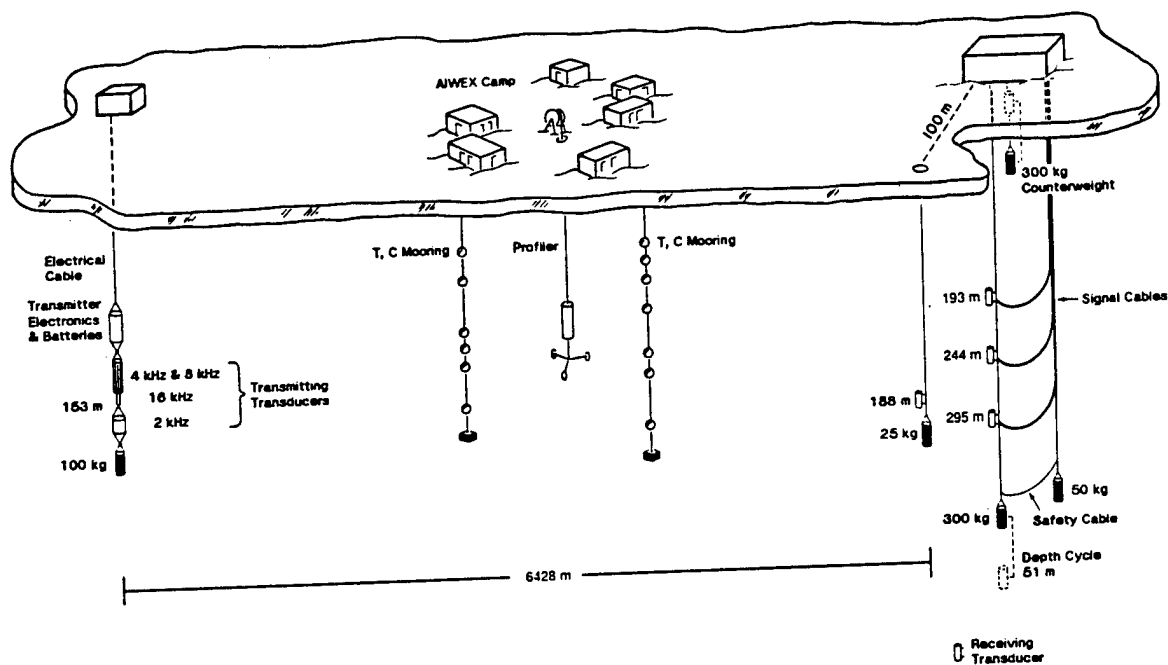 AIWEX Camp
100 m
300 kg
Counterweight
Electrical
Cable
T, C Mooring
Profiler
T, C Mooring
Transmitter
Electronics
& Batteries
193 m
Signal Cables
4 kHz & 8 kHz
16 kHz
2 kHz
Transmitting
Transducers
153 m
244 m
188 m
295 m
25 kg
100 kg
50 kg
300 kg
Safety Cable
Depth Cycle
51 m
6428 m
Receiving
Transducer